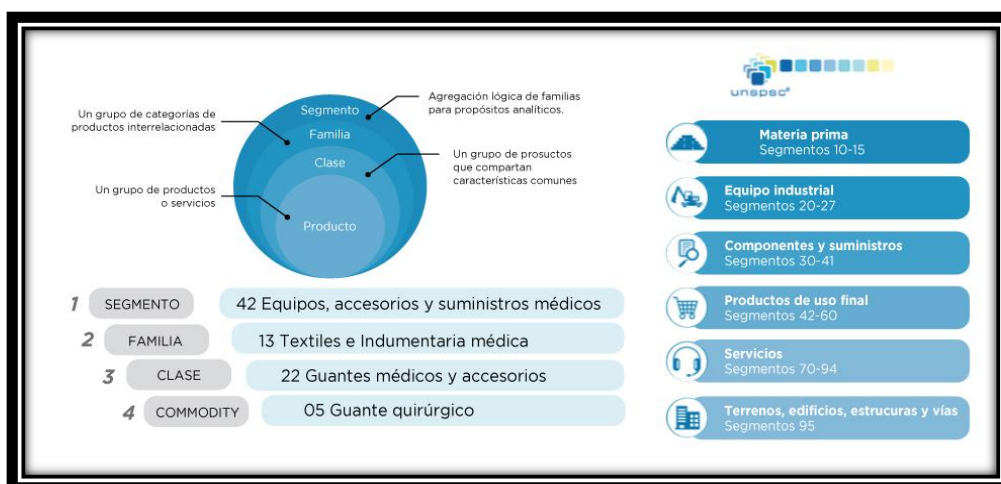 Segmento
Familia
Clase
Producto
Un grupo de categorías de
productos interrelacionadas
Un grupo de productos
o servicios
Agregación lógica de familias
para propósitos analíticos.
Un grupo de prosuctos
que compartan
características comunes
1 SEGMENTO 42 Equipos, accesorios y suministros médicos
2 FAMILIA 13 Textiles e Indumentaria médica
3 CLASE 22 Guantes médicos y accesorios
4 COMMODITY 05 Guante quirúrgico
unspsc®
Materia prima
Segmentos 10-15
Equipo industrial
Segmentos 20-27
Componentes y suministros
Segmentos 30-41
Productos de uso final
Segmentos 42-60
Servicios
Segmentos 70-94
Terrenos, edificios, estrucuras y vías
Segmentos 95